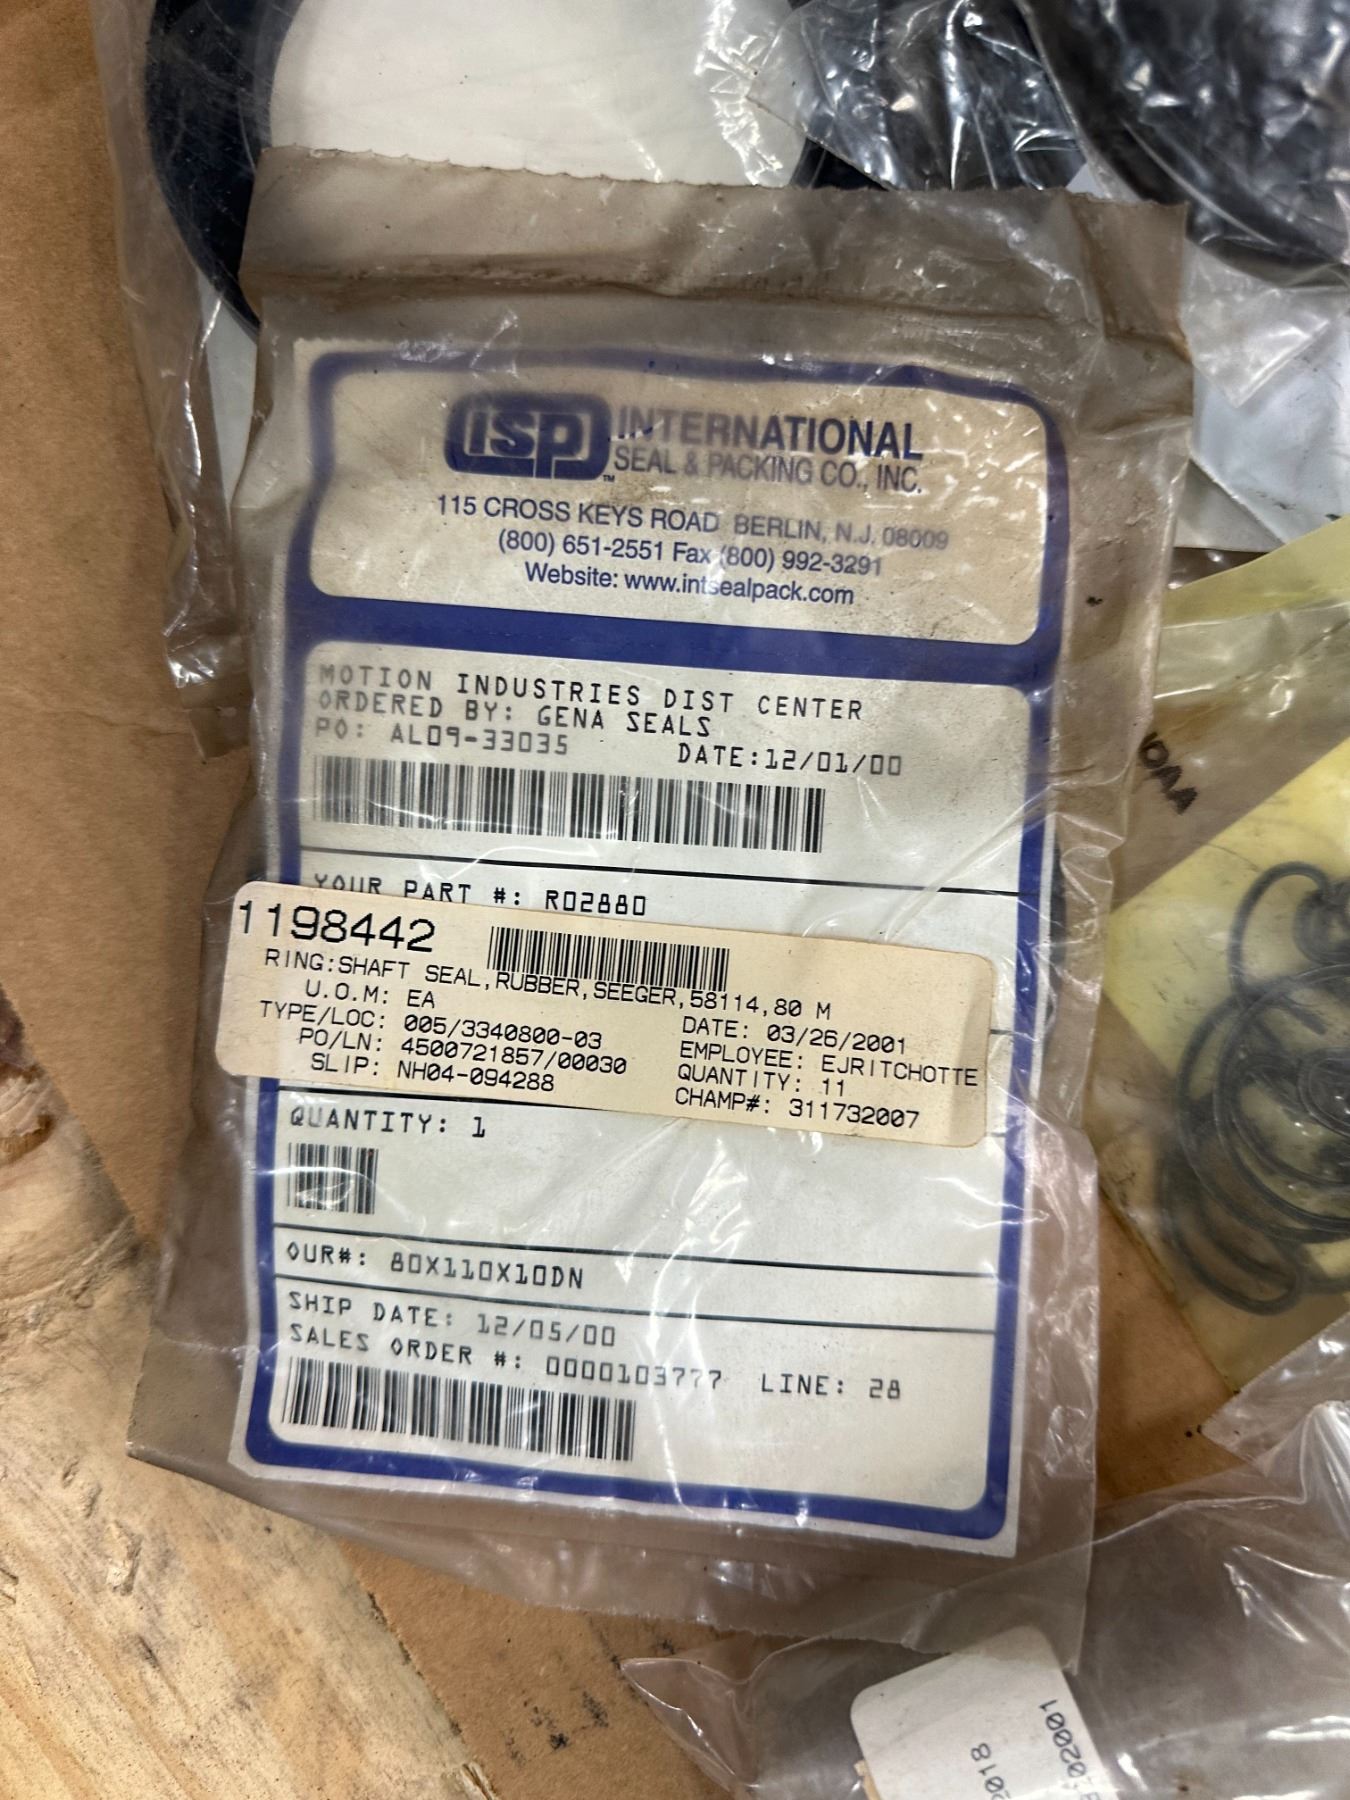 ISP™ INTERNATIONAL
SEAL & PACKING CO., INC.
115 CROSS KEYS ROAD BERLIN, N.J. 08009
(800) 651-2551 Fax (800) 992-3291
Website: www.intsealpack.com
MOTION INDUSTRIES DIST CENTER
ORDERED BY: GENA SEALS
PO: AL09-33035 DATE:12/01/00
YOUR PART #: R02880
1198442
RING:SHAFT SEAL,RUBBER,SEEGER,58114,80 M
U.O.M: EA
TYPE/LOC: 005/3340800-03
PO/LN: 4500721857/00030
SLIP: NH04-094288
DATE: 03/26/2001
EMPLOYEE: EJRITCHOTTE
QUANTITY: 11
CHAMP#: 311732007
QUANTITY: 1
OUR#: 80X110X10DN
SHIP DATE: 12/05/00
SALES ORDER #: 0000103777 LINE: 28